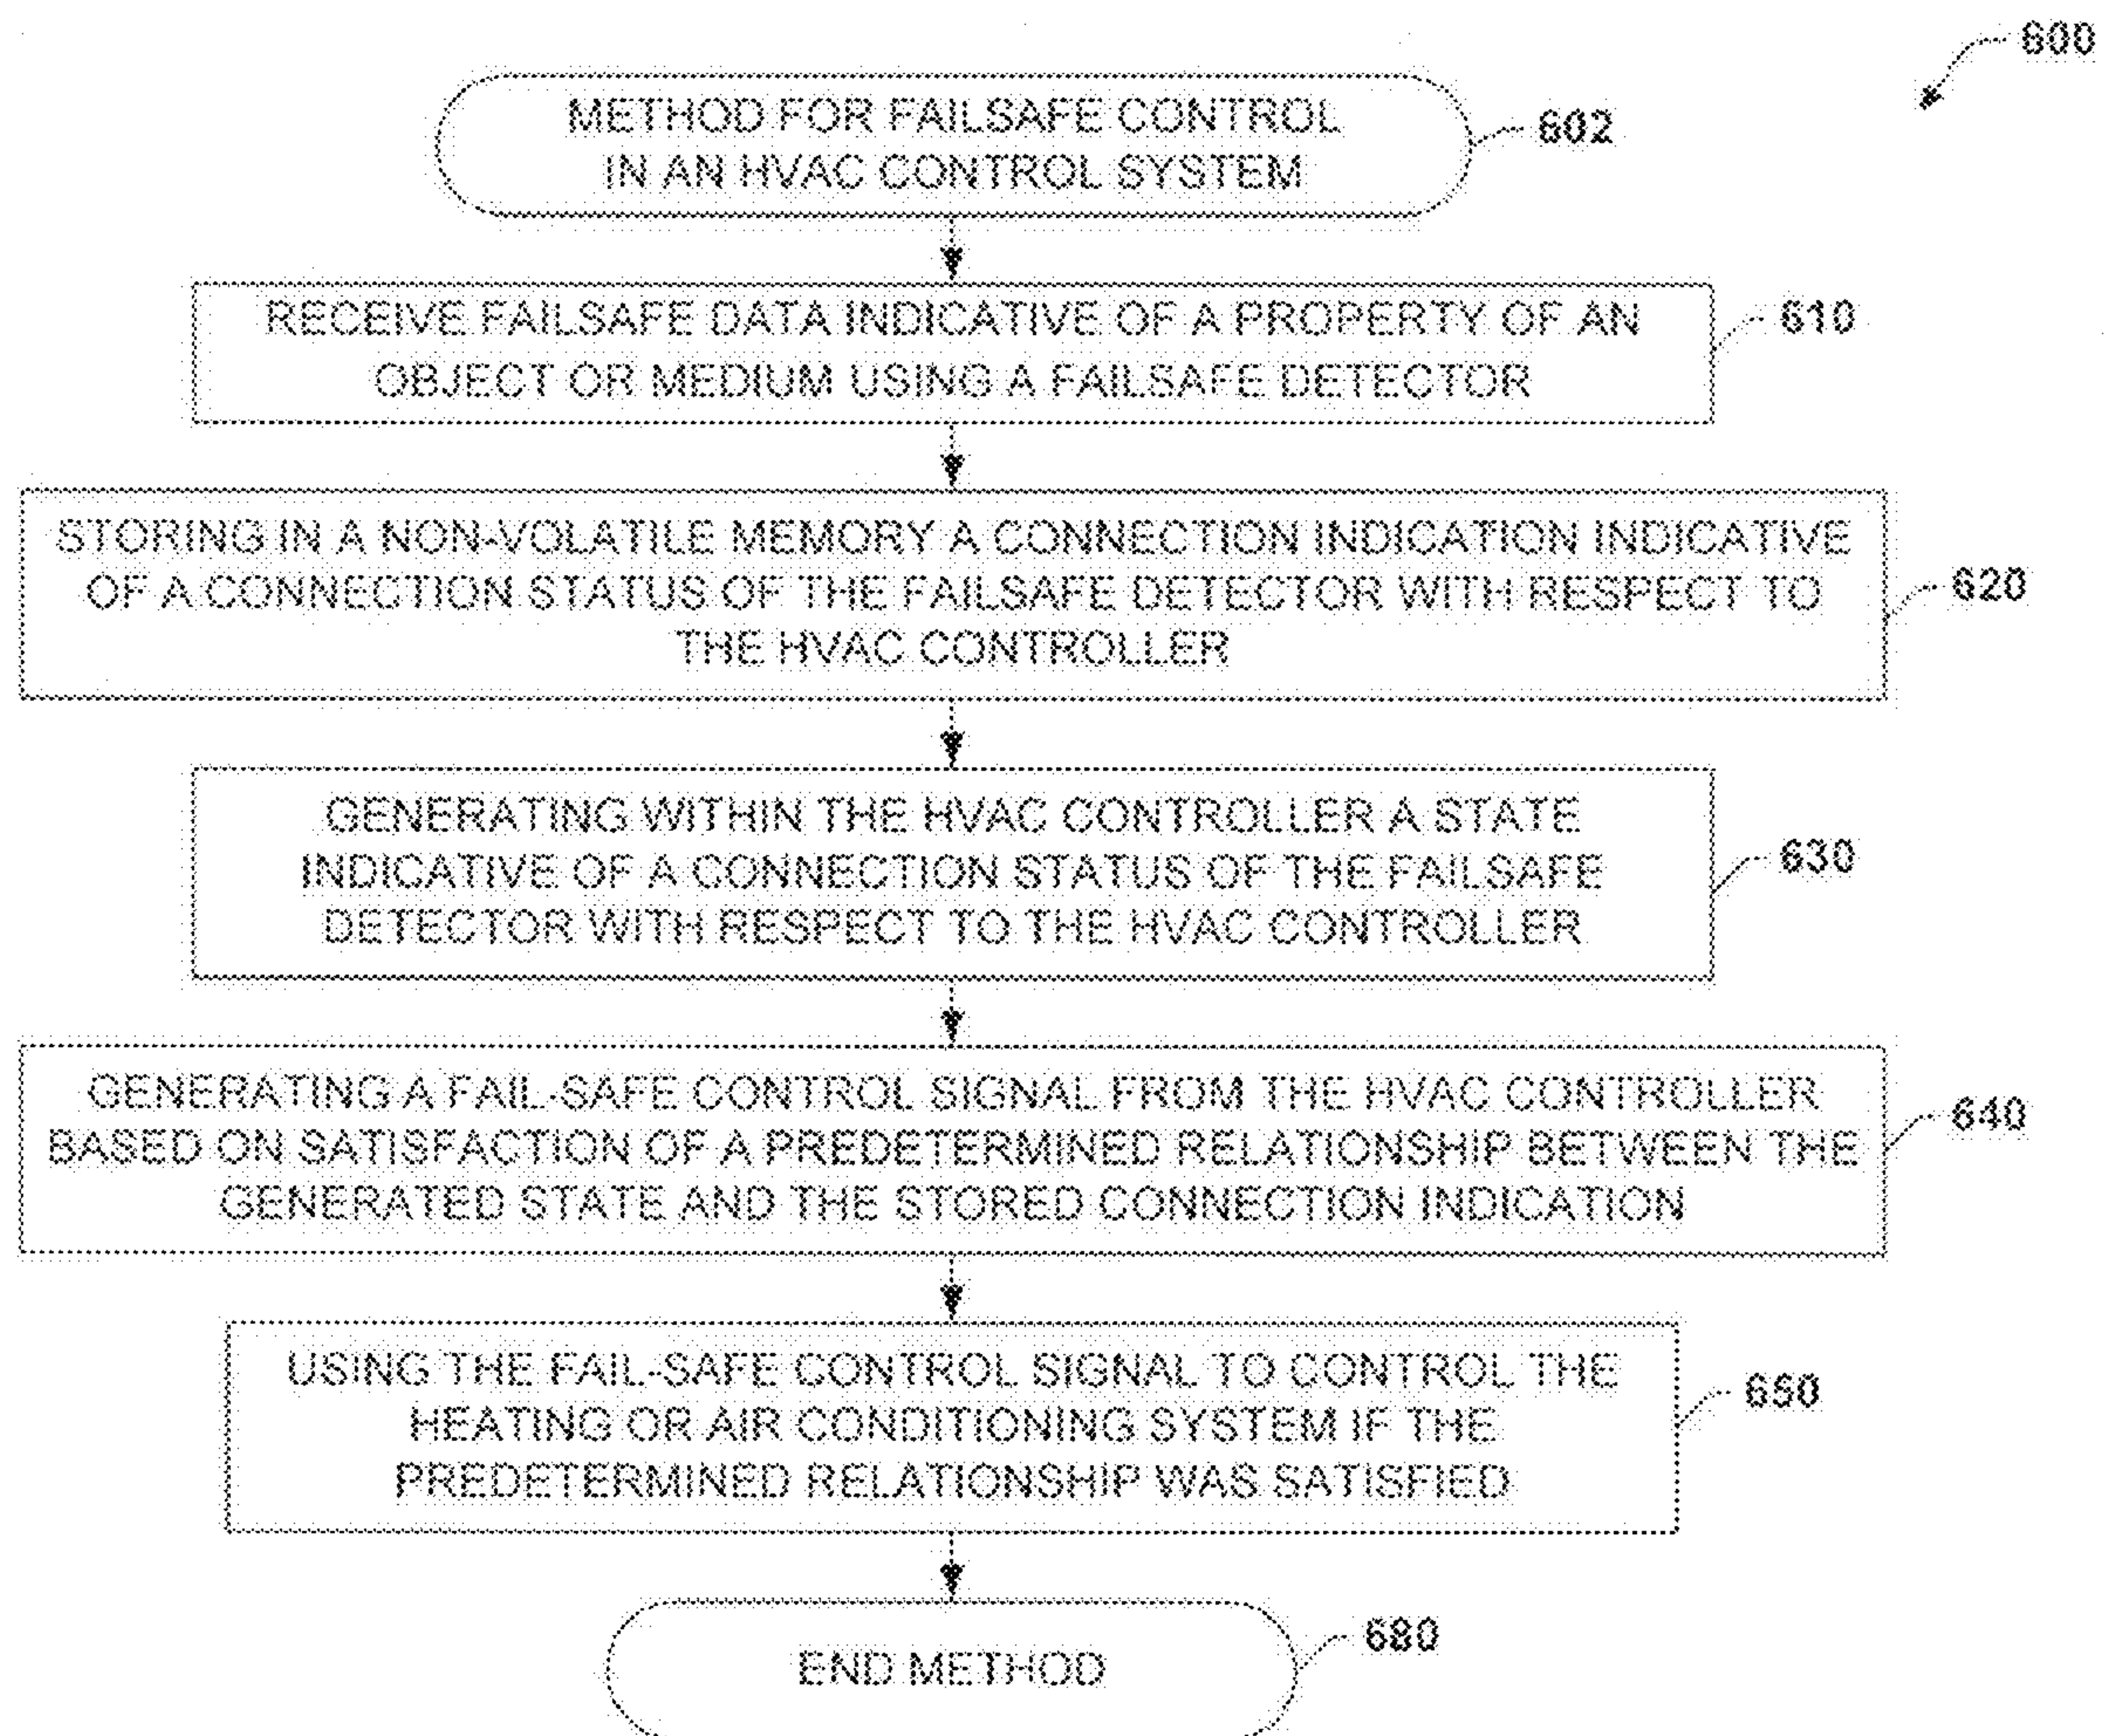 600
METHOD FOR FAILSAFE CONTROL
IN AN HVAC CONTROL SYSTEM
602
RECEIVE FAILSAFE DATA INDICATIVE OF A PROPERTY OF AN
OBJECT OR MEDIUM USING A FAILSAFE DETECTOR
610
STORING IN A NON-VOLATILE MEMORY A CONNECTION INDICATION INDICATIVE
OF A CONNECTION STATUS OF THE FAILSAFE DETECTOR WITH RESPECT TO
THE HVAC CONTROLLER
620
GENERATING WITHIN THE HVAC CONTROLLER A STATE
INDICATIVE OF A CONNECTION STATUS OF THE FAILSAFE
DETECTOR WITH RESPECT TO THE HVAC CONTROLLER
630
GENERATING A FAIL-SAFE CONTROL SIGNAL FROM THE HVAC CONTROLLER
BASED ON SATISFACTION OF A PREDETERMINED RELATIONSHIP BETWEEN THE
GENERATED STATE AND THE STORED CONNECTION INDICATION
640
USING THE FAIL-SAFE CONTROL SIGNAL TO CONTROL THE
HEATING OR AIR CONDITIONING SYSTEM IF THE
PREDETERMINED RELATIONSHIP WAS SATISFIED
650
END METHOD
680